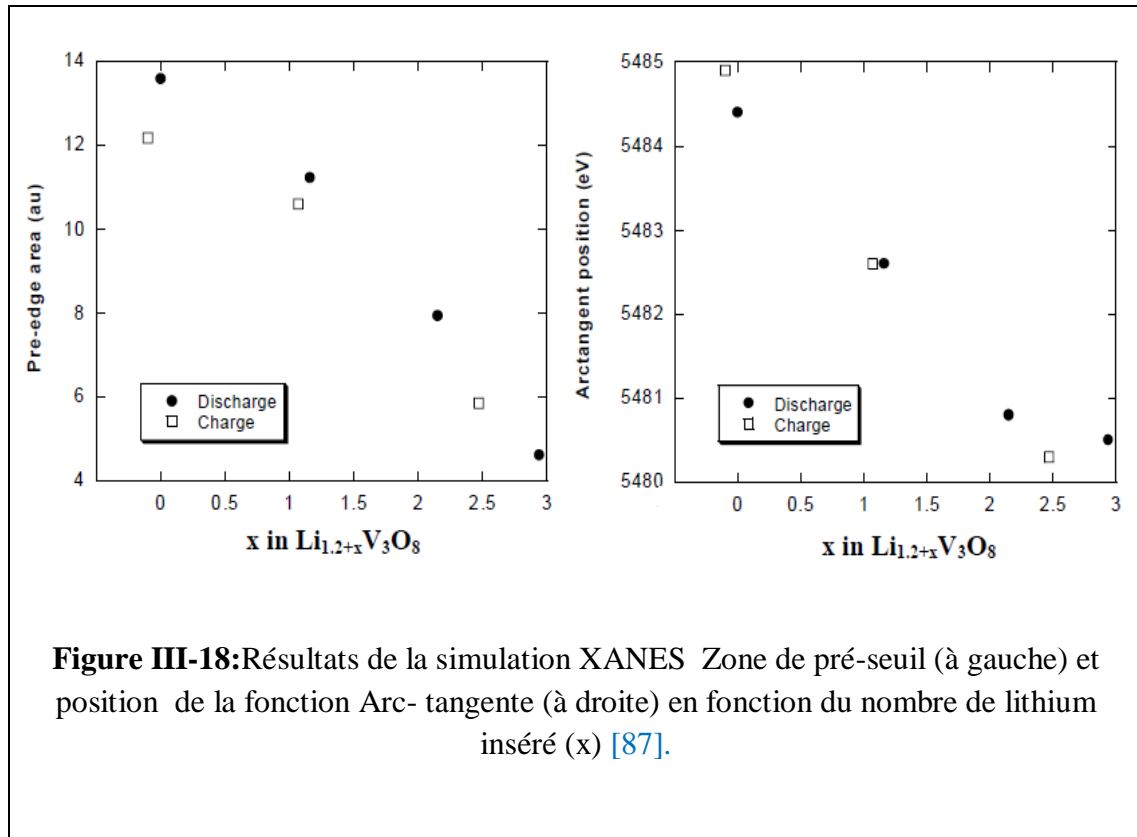 14
12
10
8
6
4
Pre-edge area (au)
Discharge
Charge
0 0.5 1 1.5 2 2.5 3
x in Li1.2+xV3O8
5485
5484
5483
5482
5481
5480
Arctangent position (eV)
Discharge
Charge
0 0.5 1 1.5 2 2.5 3
x in Li1.2+xV3O8
Figure III-18:Résultats de la simulation XANES Zone de pré-seuil (à gauche) et
position de la fonction Arc- tangente (à droite) en fonction du nombre de lithium
inséré (x) [87].